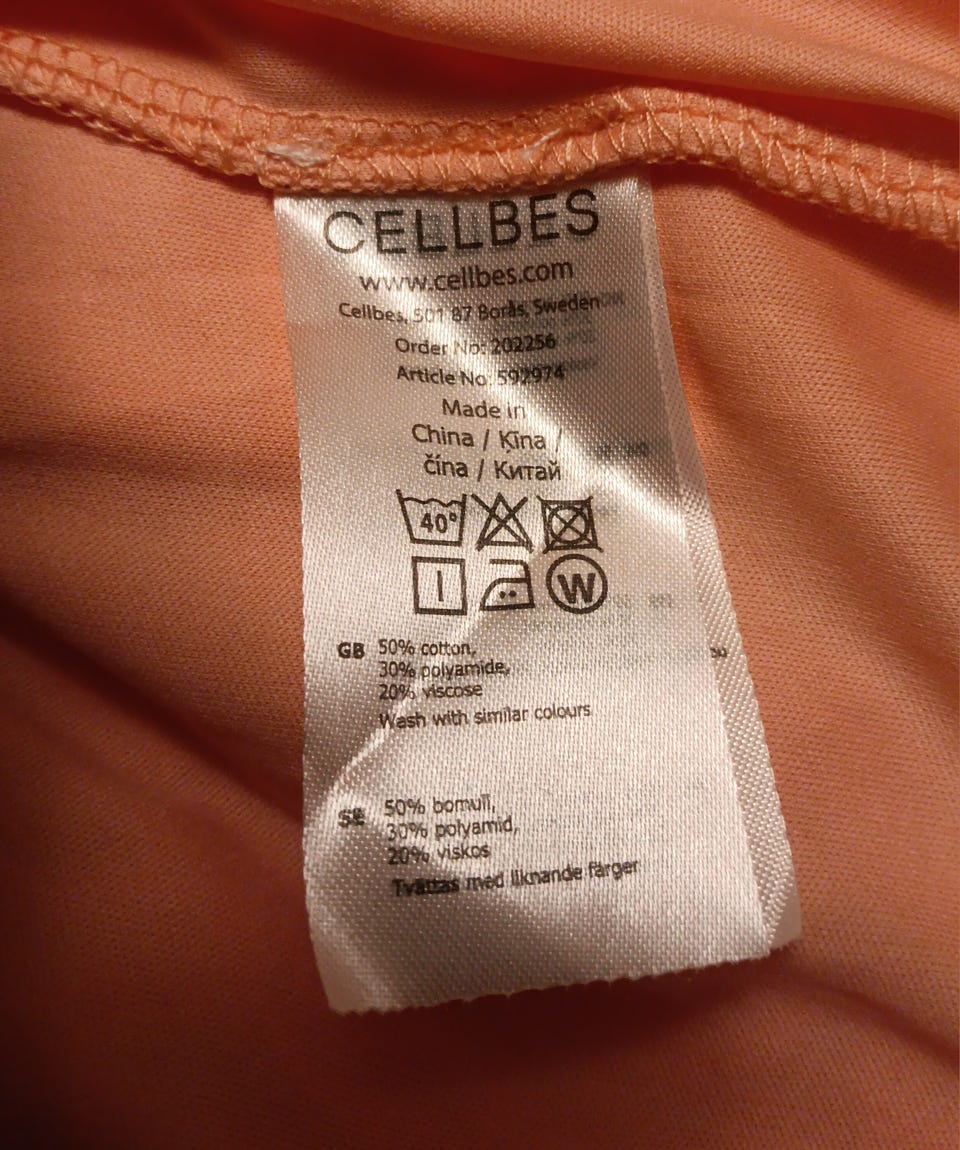 CELLBES
www.cellbes.com
Cellbes, 501 87 Borås, Sweden
Order No: 202256
Article No: 592974
Made in
China / Ķīna /
čína / Китай
40°
W
GB 50% cotton,
30% polyamide,
20% viscose
Wash with similar colours
SE 50% bomull,
30% polyamid,
20% viskos
Tvättas med liknande färger